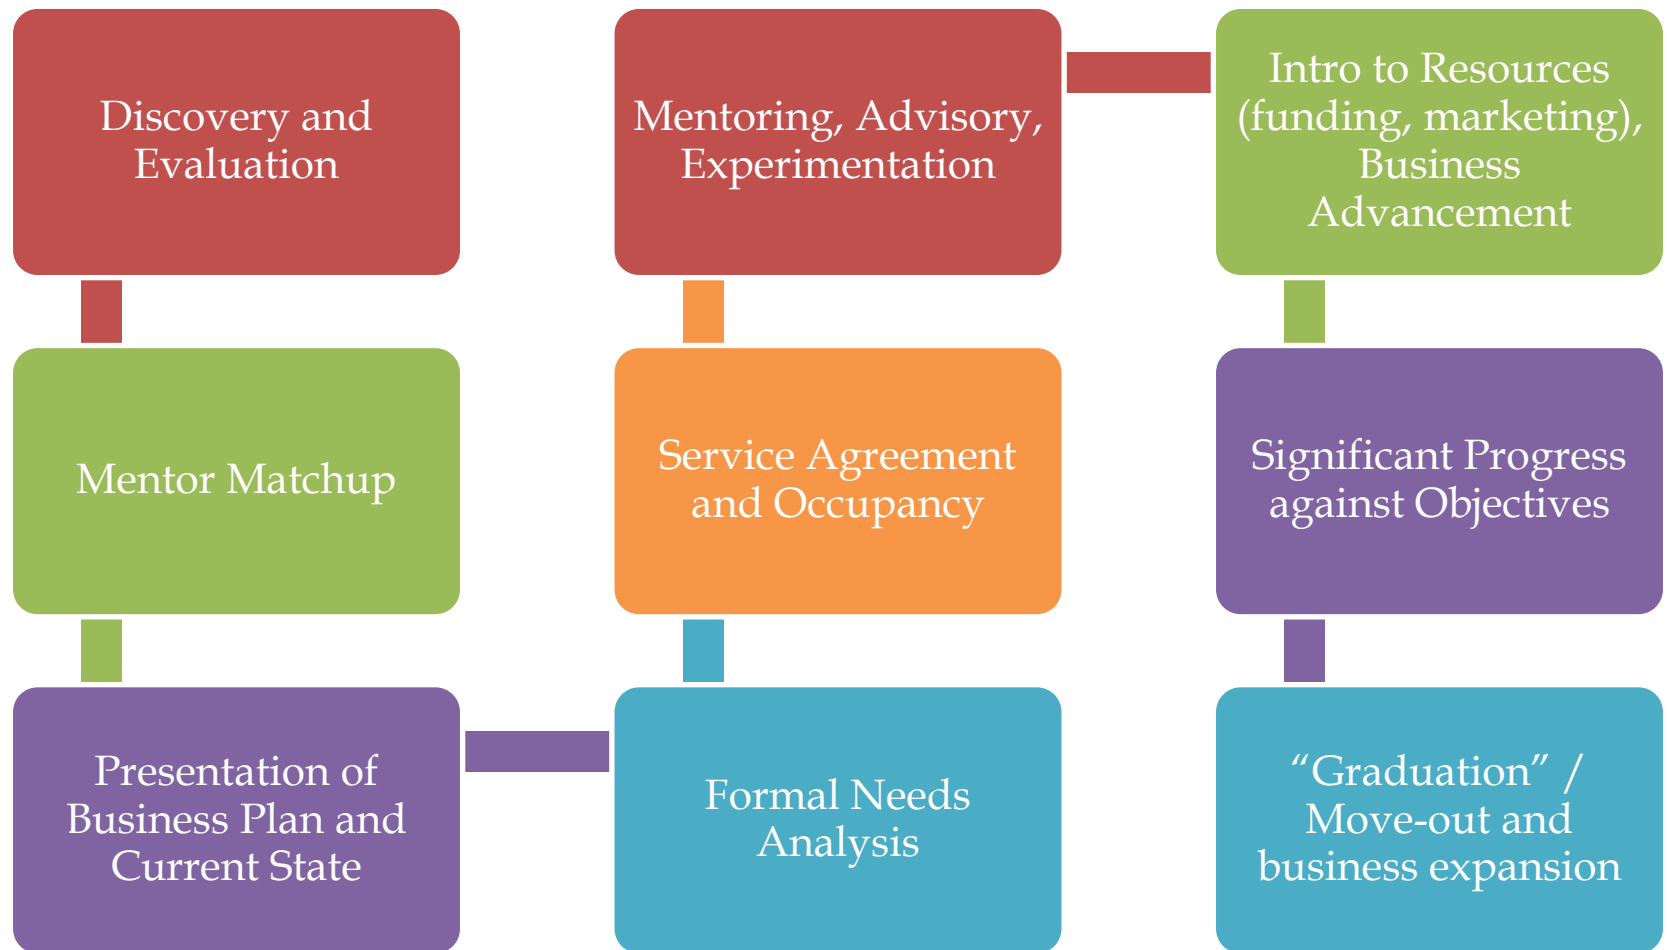 Discovery and
Evaluation
Mentor Matchup
Presentation of
Business Plan and
Current State
Formal Needs
Analysis
Service Agreement
and Occupancy
Mentoring, Advisory,
Experimentation
Intro to Resources
(funding, marketing),
Business
Advancement
Significant Progress
against Objectives
“Graduation” /
Move-out and
business expansion